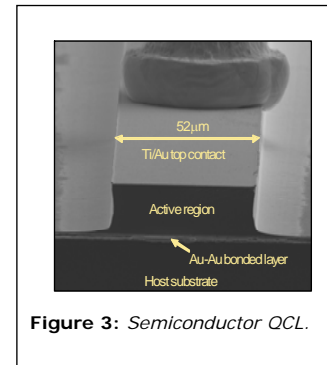 52μm
Ti/Au top contact
Active region
Au-Au bonded layer
Host substrate
Figure 3: Semiconductor QCL.